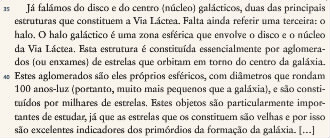 35 Já falámos do disco e do centro (núcleo) galácticos, duas das principais
estruturas que constituem a Via Láctea. Falta ainda referir uma terceira: o
halo. O halo galáctico é uma zona esférica que envolve o disco e o núcleo
da Via Láctea. Esta estrutura é constituída essencialmente por aglomera-
dos (ou enxames) de estrelas que orbitam em torno do centro da galáxia.
40 Estes aglomerados são eles próprios esféricos, com diâmetros que rondam
100 anos-luz (portanto, muito mais pequenos que a galáxia), e são consti-
tuídos por milhares de estrelas. Estes objetos são particularmente impor-
tantes de estudar, já que as estrelas que os constituem são velhas e por isso
são excelentes indicadores dos primórdios da formação da galáxia. [...]